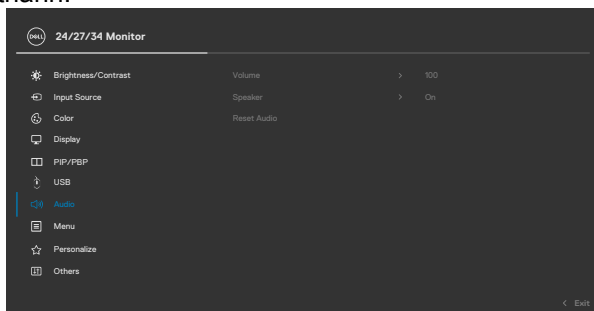 DELL
24/27/34 Monitor
Brightness/Contrast
Volume > 100
Input Source
Speaker > On
Color
Reset Audio
Display
PIP/PBP
USB
Audio
Menu
Personalize
Others
< Exit